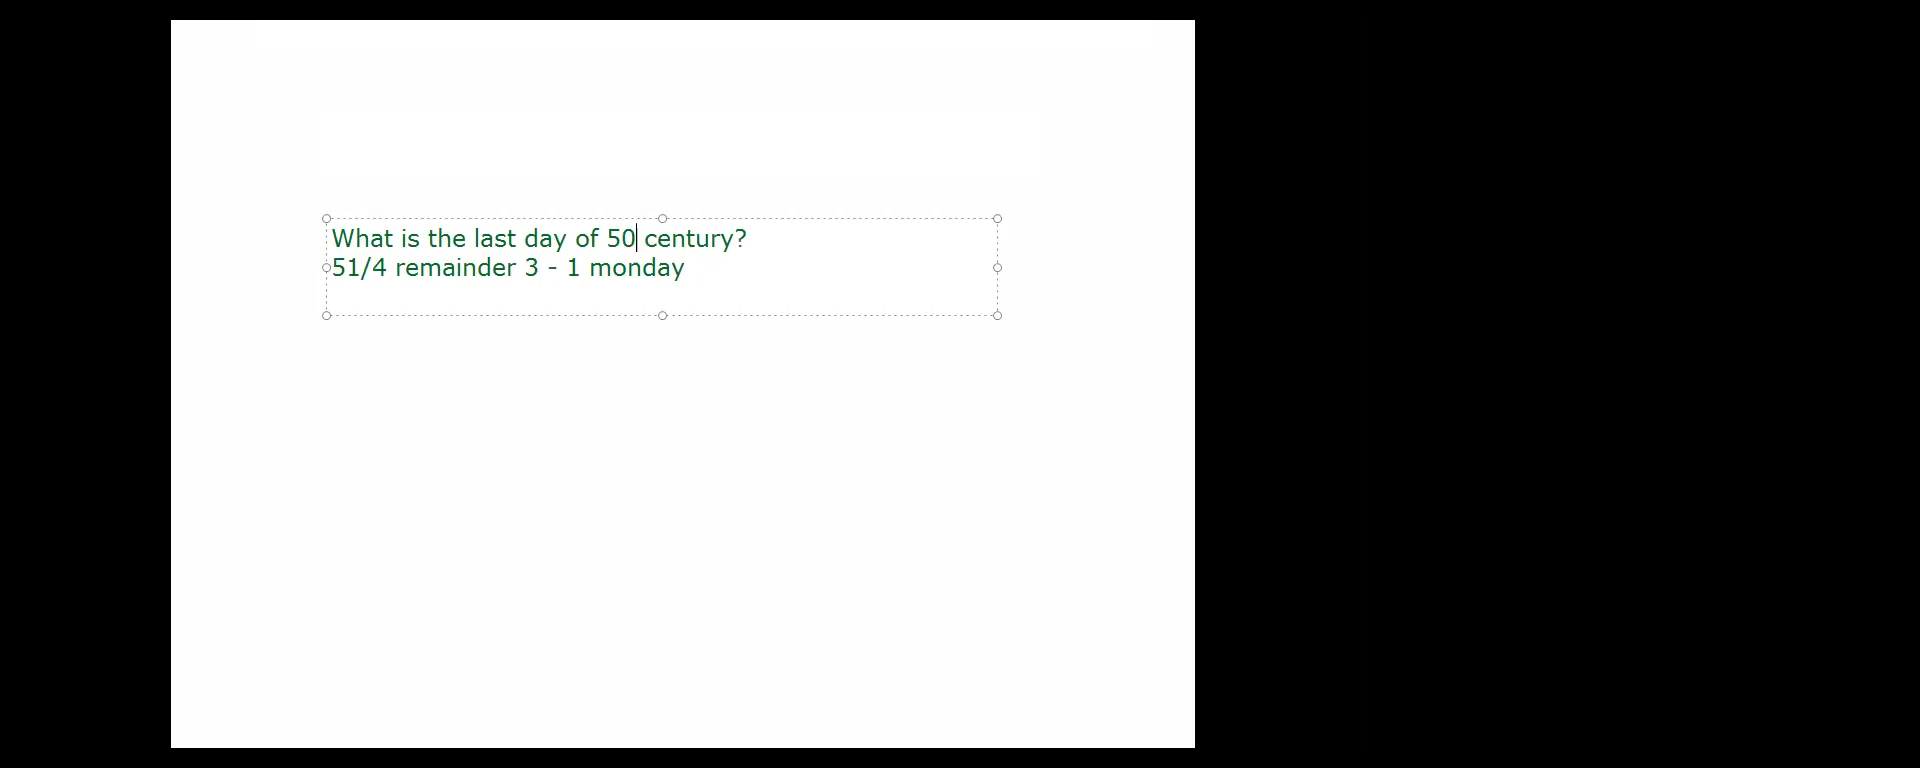 What is the last day of 50 century?
51/4 remainder 3 - 1 monday